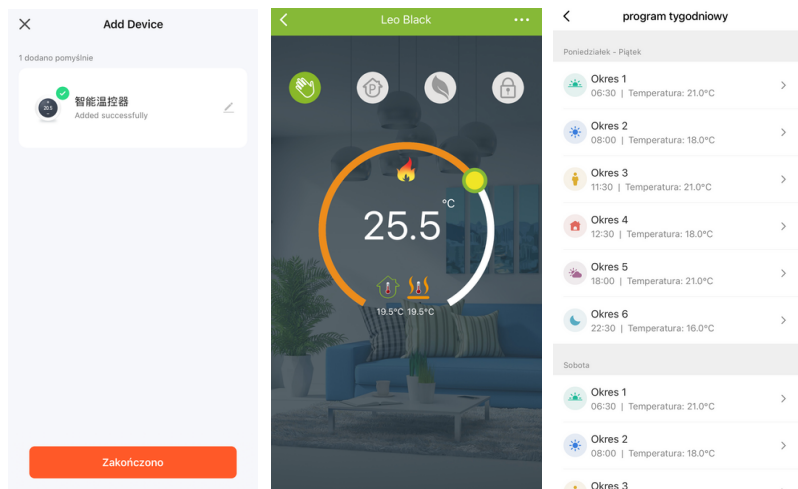 Add Device
1 dodano pomyślnie
20.5
智能温控器
Added successfully
Zakończono
Leo Black
P
°C
25.5
19.5°C 19.5°C
program tygodniowy
Poniedziałek - Piątek
Okres 1
06:30 | Temperatura: 21.0°C
Okres 2
08:00 | Temperatura: 18.0°C
Okres 3
11:30 | Temperatura: 21.0°C
Okres 4
12:30 | Temperatura: 18.0°C
Okres 5
18:00 | Temperatura: 21.0°C
Okres 6
22:30 | Temperatura: 16.0°C
Sobota
Okres 1
06:30 | Temperatura: 21.0°C
Okres 2
08:00 | Temperatura: 18.0°C
Okres 3